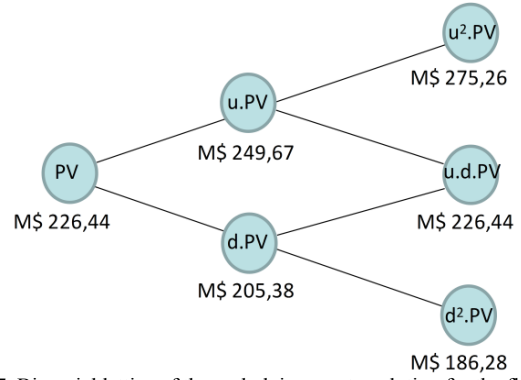 u².PV
M$ 275,26
u.PV
M$ 249,67
PV
M$ 226,44
u.d.PV
M$ 226,44
d.PV
M$ 205,38
d².PV
M$ 186,28